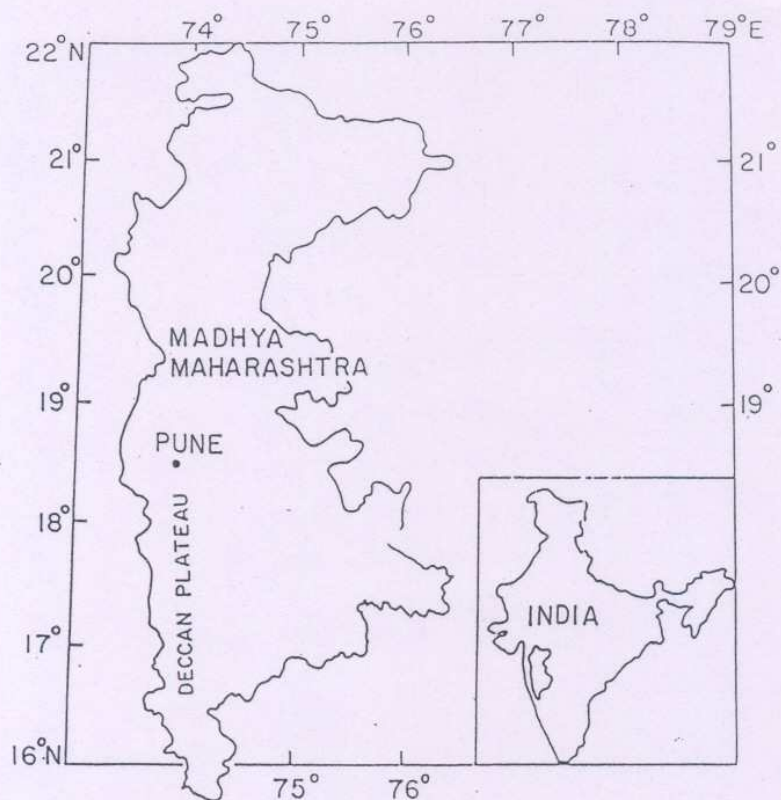 74° 75° 76° 77° 78° 79°E
22°N
21° 21°
20° 20°
MADHYA
MAHARASHTRA
19° 19°
PUNE
18°
DECCAN PLATEAU
INDIA
17°
16°N
75° 76°